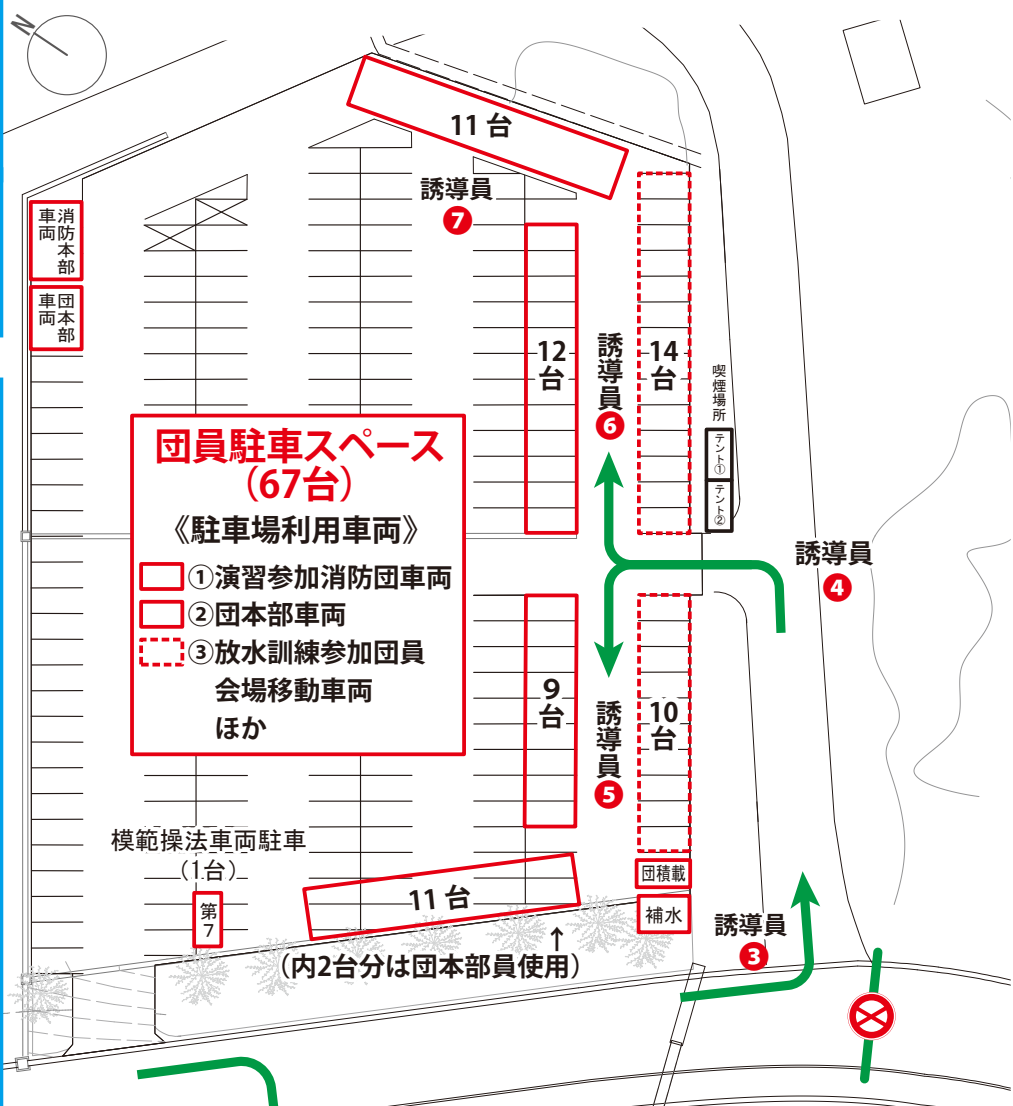 N
11台
誘導員
❼
消防本部
車両
団本部
車両
12
台
誘導員
❻
14
台
喫煙場所
テント①
テント②
団員駐車スペース
(67台)
《駐車場利用車両》
①演習参加消防団車両
②団本部車両
③放水訓練参加団員
会場移動車両
ほか
誘導員
❹
9
台
誘導員
❺
10
台
模範操法車両駐車
(1台)
第7
11台
団積載
補水
↑
(内2台分は団本部員使用)
誘導員
❸